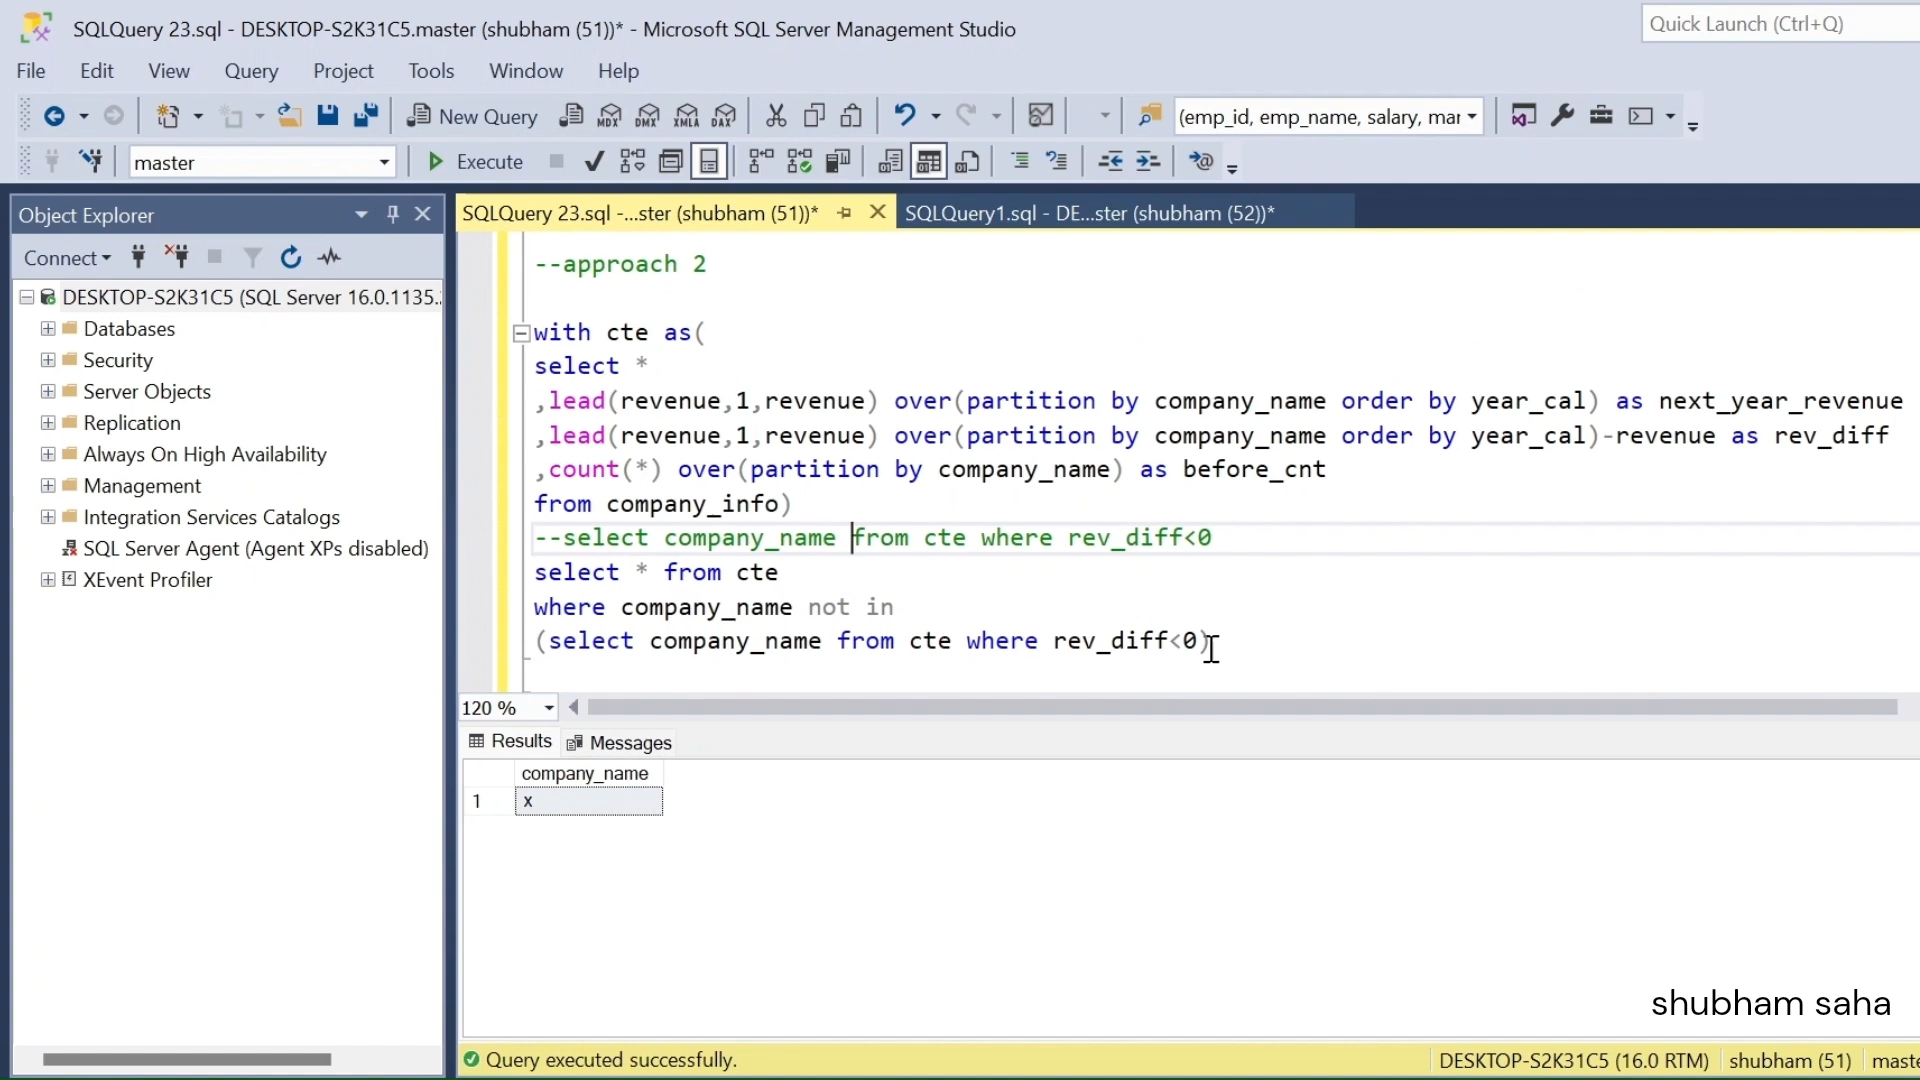 SQLQuery 23.sql - DESKTOP-S2K31C5.master (shubham (51))* - Microsoft SQL Server Management Studio
Quick Launch (Ctrl+Q)
File Edit View Query Project Tools Window Help
New Query
MDX DMX XMLA DAX
(emp_id, emp_name, salary, mar
master
Execute
Object Explorer
SQLQuery 23.sql -...ster (shubham (51))*
SQLQuery1.sql - DE...ster (shubham (52))*
Connect
DESKTOP-S2K31C5 (SQL Server 16.0.1135.
Databases
Security
Server Objects
Replication
Always On High Availability
Management
Integration Services Catalogs
SQL Server Agent (Agent XPs disabled)
XEvent Profiler
--approach 2
with cte as(
select *
,lead(revenue,1,revenue) over(partition by company_name order by year_cal) as next_year_revenue
,lead(revenue,1,revenue) over(partition by company_name order by year_cal)-revenue as rev_diff
,count(*) over(partition by company_name) as before_cnt
from company_info)
--select company_name from cte where rev_diff<0
select * from cte
where company_name not in
(select company_name from cte where rev_diff<0)
120 %
Results Messages
company_name
1 x
shubham saha
Query executed successfully.
DESKTOP-S2K31C5 (16.0 RTM) shubham (51) maste